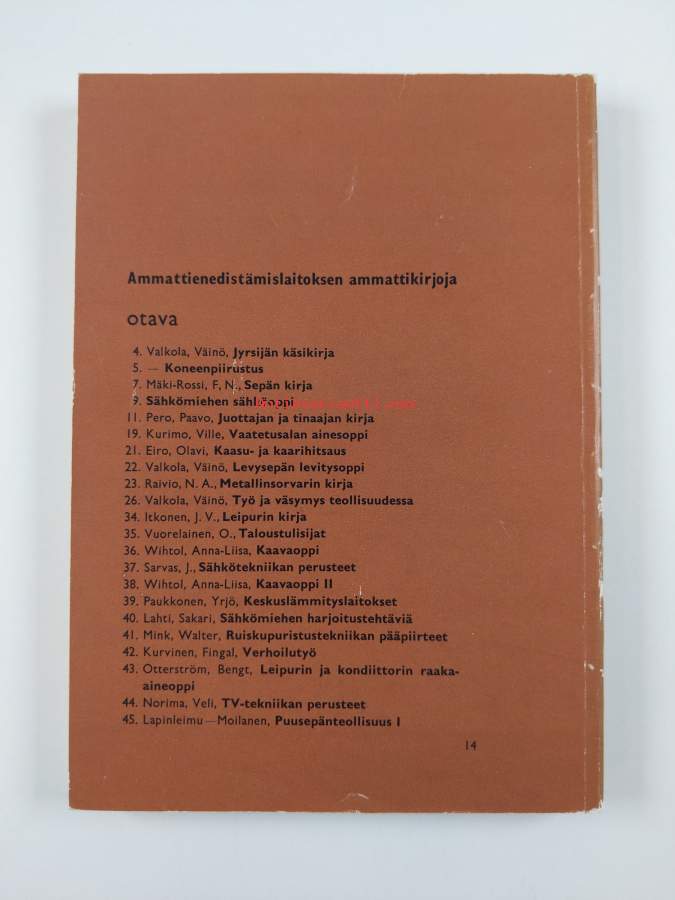 Ammattienedistämislaitoksen ammattikirjoja
otava
4. Valkola, Väinö, Jyrsijän käsikirja
5. — Koneenpiirustus
7. Mäki-Rossi, F, N., Sepän kirja
9. Sähkömiehen sähköoppi
11. Pero, Paavo, Juottajan ja tinaajan kirja
19. Kurimo, Ville, Vaatetusalan ainesoppi
21. Eiro, Olavi, Kaasu- ja kaarihitsaus
22. Valkola, Väinö, Levysepän levitysoppi
23. Raivio, N. A., Metallinsorvarin kirja
26. Valkola, Väinö, Työ ja väsymys teollisuudessa
34. Itkonen, J. V., Leipurin kirja
35. Vuorelainen, O., Taloustulisijat
36. Wihtol, Anna-Liisa, Kaavaoppi
37. Sarvas, J., Sähkötekniikan perusteet
38. Wihtol, Anna-Liisa, Kaavaoppi II
39. Paukkonen, Yrjö, Keskuslämmityslaitokset
40. Lahti, Sakari, Sähkömiehen harjoitustehtäviä
41. Mink, Walter, Ruiskupuristustekniikan pääpiirteet
42. Kurvinen, Fingal, Verhoilutyö
43. Otterström, Bengt, Leipurin ja kondiittorin raaka-
aineoppi
44. Norima, Veli, TV-tekniikan perusteet
45. Lapinleimu—Moilanen, Puusepänteollisuus I
14